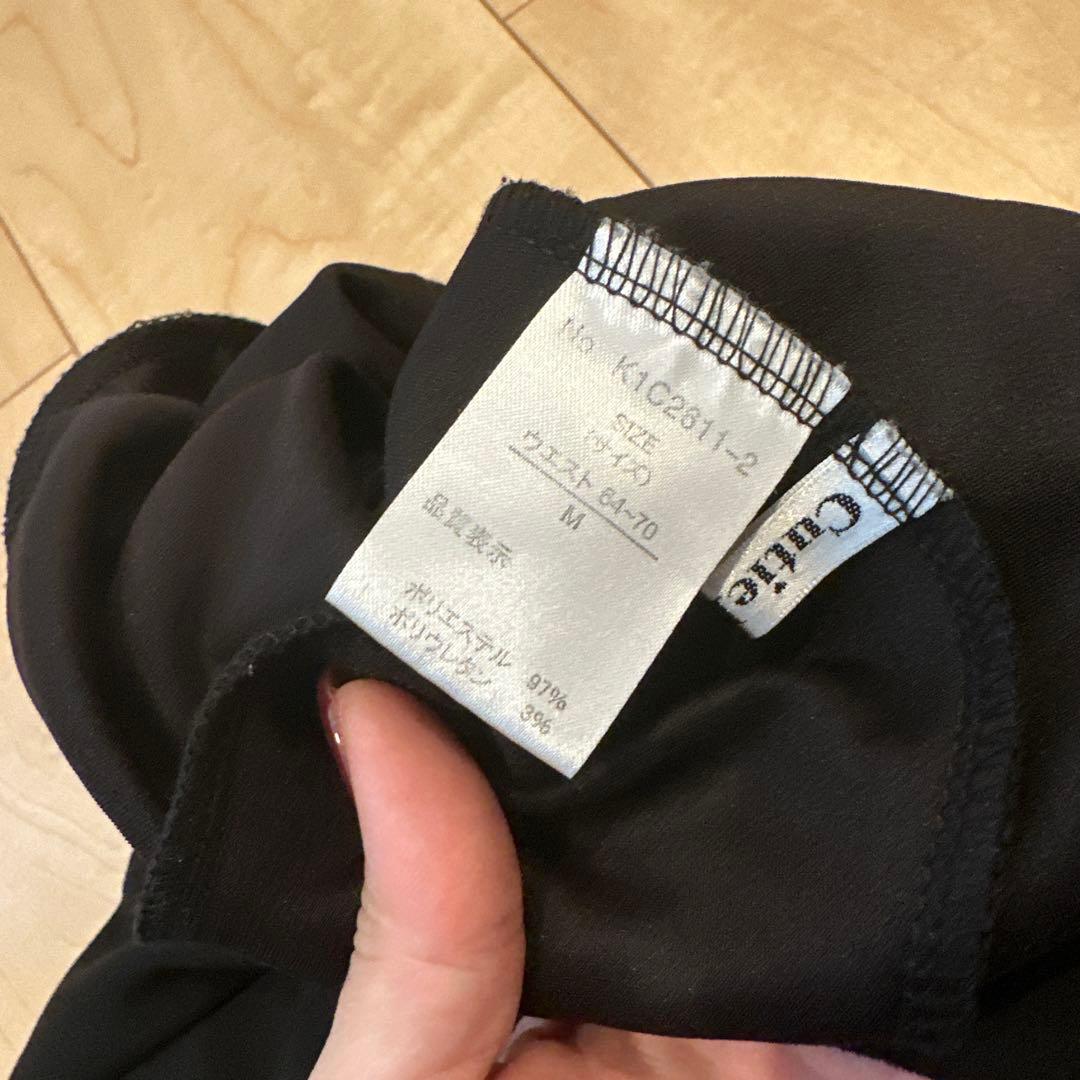 No. K1C2611-2
SIZE
(サイズ)
ウエスト 64~70
M
品質表示
ポリエステル 97%
ポリウレタン 3%
Cutie